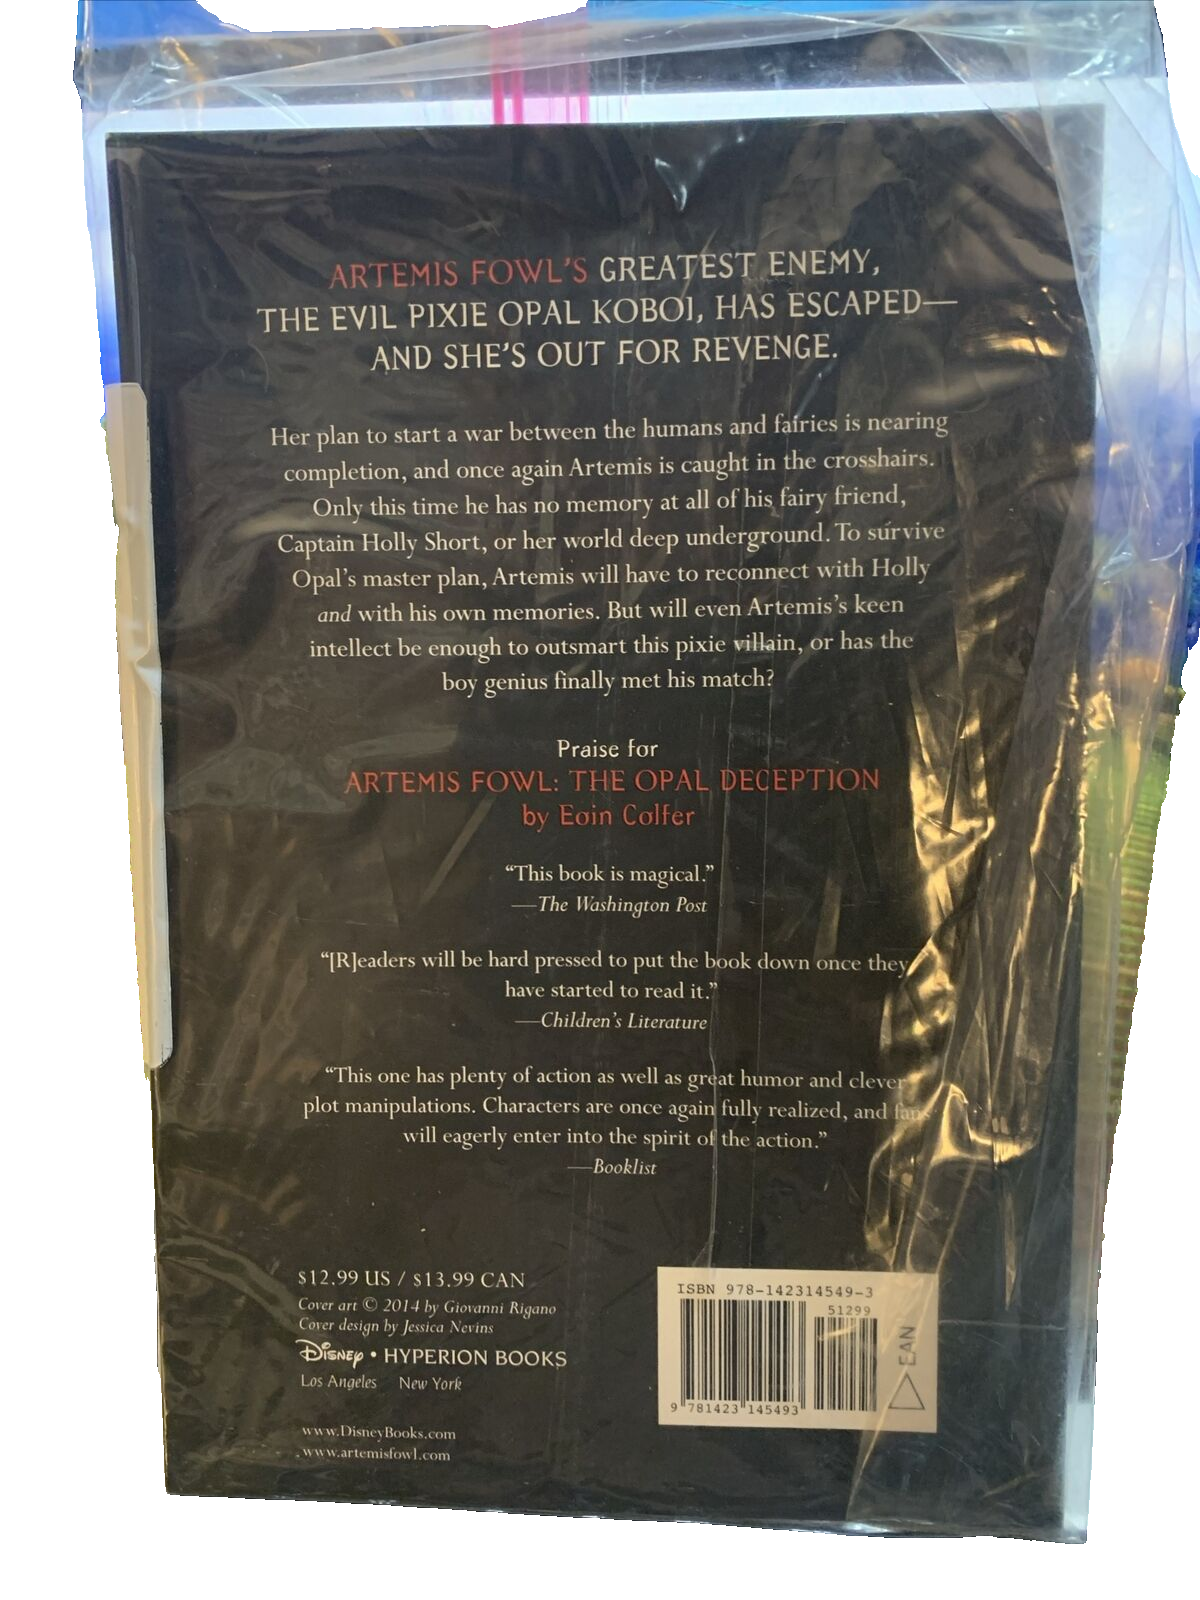 ARTEMIS FOWL'S GREATEST ENEMY,
THE EVIL PIXIE OPAL KOBOI, HAS ESCAPED—
AND SHE'S OUT FOR REVENGE.
Her plan to start a war between the humans and fairies is nearing
completion, and once again Artemis is caught in the crosshairs.
Only this time he has no memory at all of his fairy friend,
Captain Holly Short, or her world deep underground. To survive
Opal's master plan, Artemis will have to reconnect with Holly
and with his own memories. But will even Artemis's keen
intellect be enough to outsmart this pixie villain, or has the
boy genius finally met his match?
Praise for
ARTEMIS FOWL: THE OPAL DECEPTION
by Eoin Colfer
“This book is magical.”
—The Washington Post
“[R]eaders will be hard pressed to put the book down once they
have started to read it.”
—Children's Literature
“This one has plenty of action as well as great humor and clever
plot manipulations. Characters are once again fully realized, and fans
will eagerly enter into the spirit of the action.”
—Booklist
$12.99 US / $13.99 CAN
Cover art © 2014 by Giovanni Rigano
Cover design by Jessica Nevins
Disney • HYPERION BOOKS
Los Angeles New York
www.DisneyBooks.com
www.artemisfowl.com
ISBN 978-142314549-3
51299
EAN
9 781423 145493